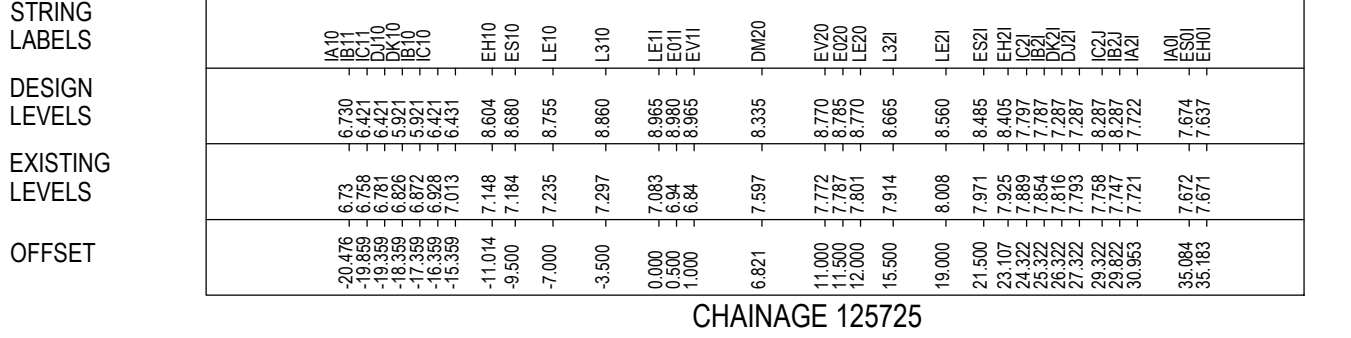 STRING
LABELS
IA10 IB11 IC11 DJ10 DK10 IB10 IC10 EH10 ES10 LE10 L310 LE1I E01I EV1I DM20 EV20 E020 LE20 L32I LE2I ES2I EH2I IC2I IB2I DK2I DJ2I IC2J IB2J IA2I IA0I ES0I EH0I
DESIGN
LEVELS
6.730 6.421 6.421 6.421 5.921 5.921 6.421 6.431 8.604 8.680 8.755 8.860 8.965 8.980 8.965 8.335 8.770 8.785 8.770 8.665 8.560 8.485 8.405 7.797 7.787 7.287 7.287 8.287 8.287 7.722 7.674 7.637
EXISTING
LEVELS
6.73 6.758 6.781 6.826 6.872 6.928 7.013 7.148 7.184 7.235 7.297 7.083 6.94 6.84 7.597 7.772 7.787 7.801 7.914 8.008 7.971 7.925 7.889 7.854 7.816 7.793 7.758 7.747 7.721 7.672 7.671
OFFSET
-20.476 -19.859 -19.359 -18.359 -17.359 -16.359 -15.359 -11.014 -9.500 -7.000 -3.500 0.000 0.500 1.000 6.821 11.000 11.500 12.000 15.500 19.000 21.500 23.107 24.322 25.322 26.322 27.322 29.322 29.822 30.953 35.084 35.183
CHAINAGE 125725